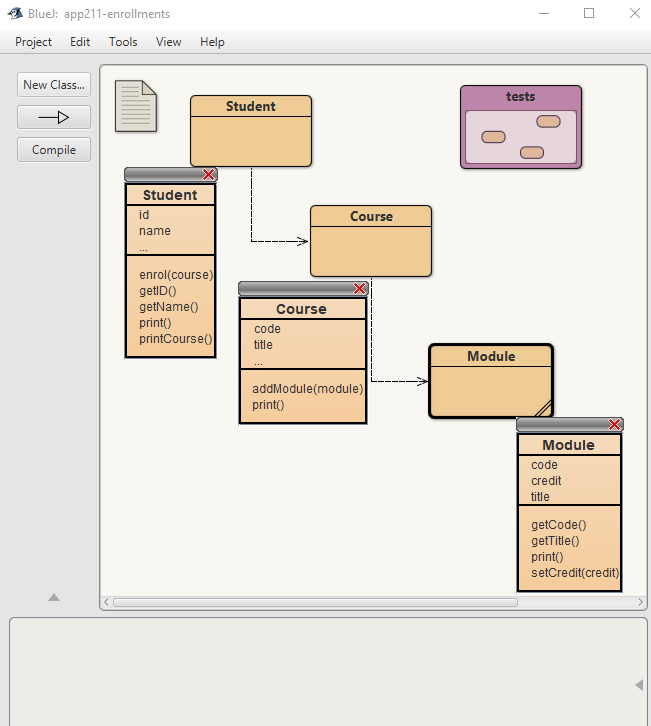 BlueJ: app211-enrollments
Project Edit Tools View Help
New Class...
Compile
Student
tests
Student
id
name
...
enrol(course)
getID()
getName()
print()
printCourse()
Course
Course
code
title
...
addModule(module)
print()
Module
Module
code
credit
title
getCode()
getTitle()
print()
setCredit(credit)